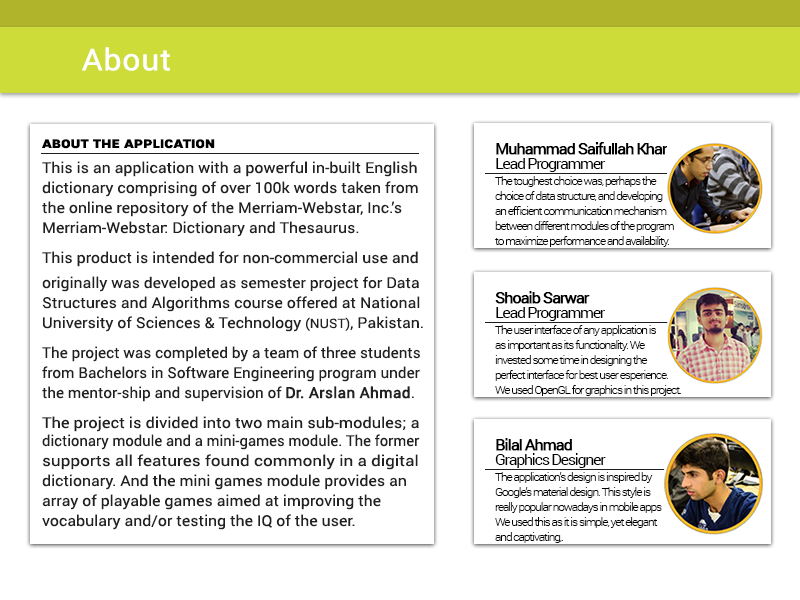 About
ABOUT THE APPLICATION
This is an application with a powerful in-built English
dictionary comprising of over 100k words taken from
the online repository of the Merriam-Webstar, Inc.'s
Merriam-Webstar: Dictionary and Thesaurus.
This product is intended for non-commercial use and
originally was developed as semester project for Data
Structures and Algorithms course offered at National
University of Sciences & Technology (NUST), Pakistan.
The project was completed by a team of three students
from Bachelors in Software Engineering program under
the mentor-ship and supervision of Dr. Arslan Ahmad.
The project is divided into two main sub-modules; a
dictionary module and a mini-games module. The former
supports all features found commonly in a digital
dictionary. And the mini games module provides an
array of playable games aimed at improving the
vocabulary and/or testing the IQ of the user.
Muhammad Saifullah Khan
Lead Programmer
The toughest choice was, perhaps the
choice of data structure, and developing
an efficient communication mechanism
between different modules of the program
to maximize performance and availability.
Shoaib Sarwar
Lead Programmer
The user interface of any application is
as important as its functionality. We
invested some time in designing the
perfect interface for best user experience.
We used OpenGL for graphics in this project.
Bilal Ahmad
Graphics Designer
The application's design is inspired by
Google's material design. This style is
really popular nowadays in mobile apps
We used this as it is simple, yet elegant
and captivating.